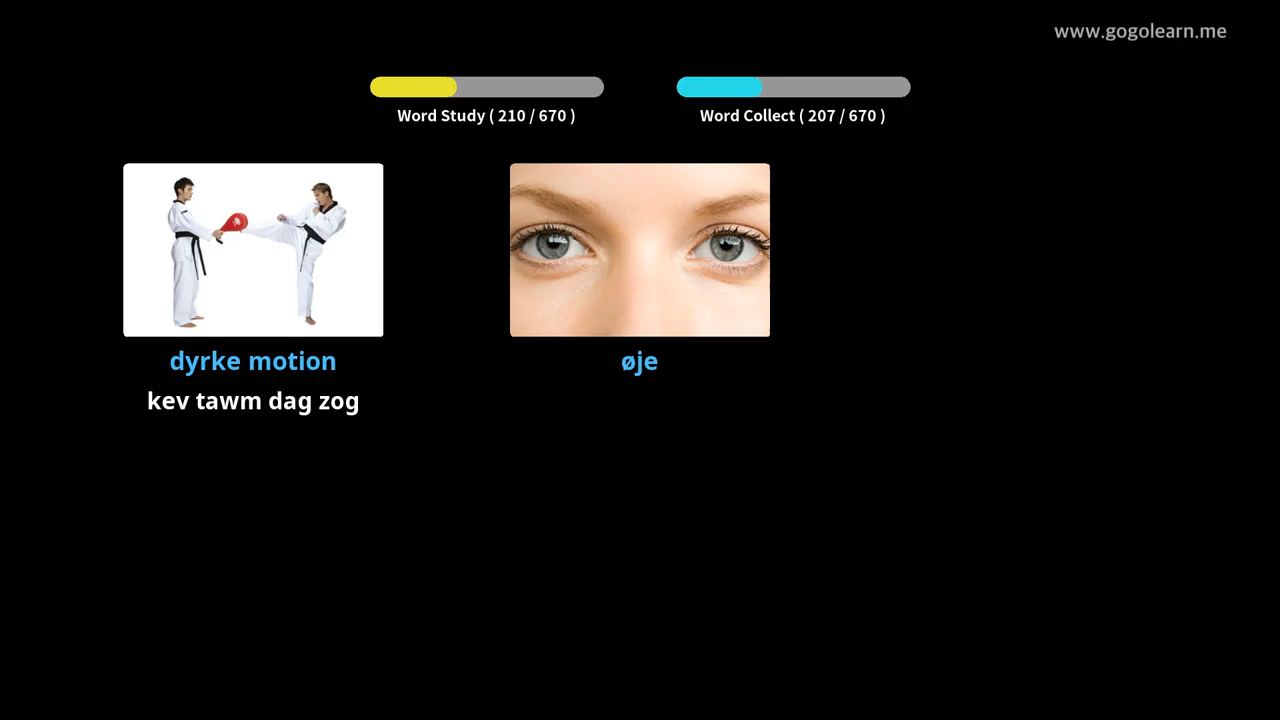 www.gogolearn.me
Word Study ( 210 / 670 )
Word Collect ( 207 / 670 )
dyrke motion
øje
kev tawm dag zog